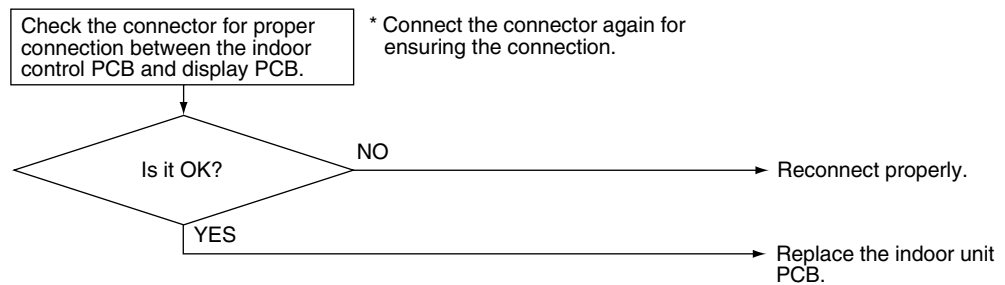 Check the connector for proper
connection between the indoor
control PCB and display PCB.
* Connect the connector again for
ensuring the connection.
Is it OK?
NO
Reconnect properly.
YES
Replace the indoor unit
PCB.